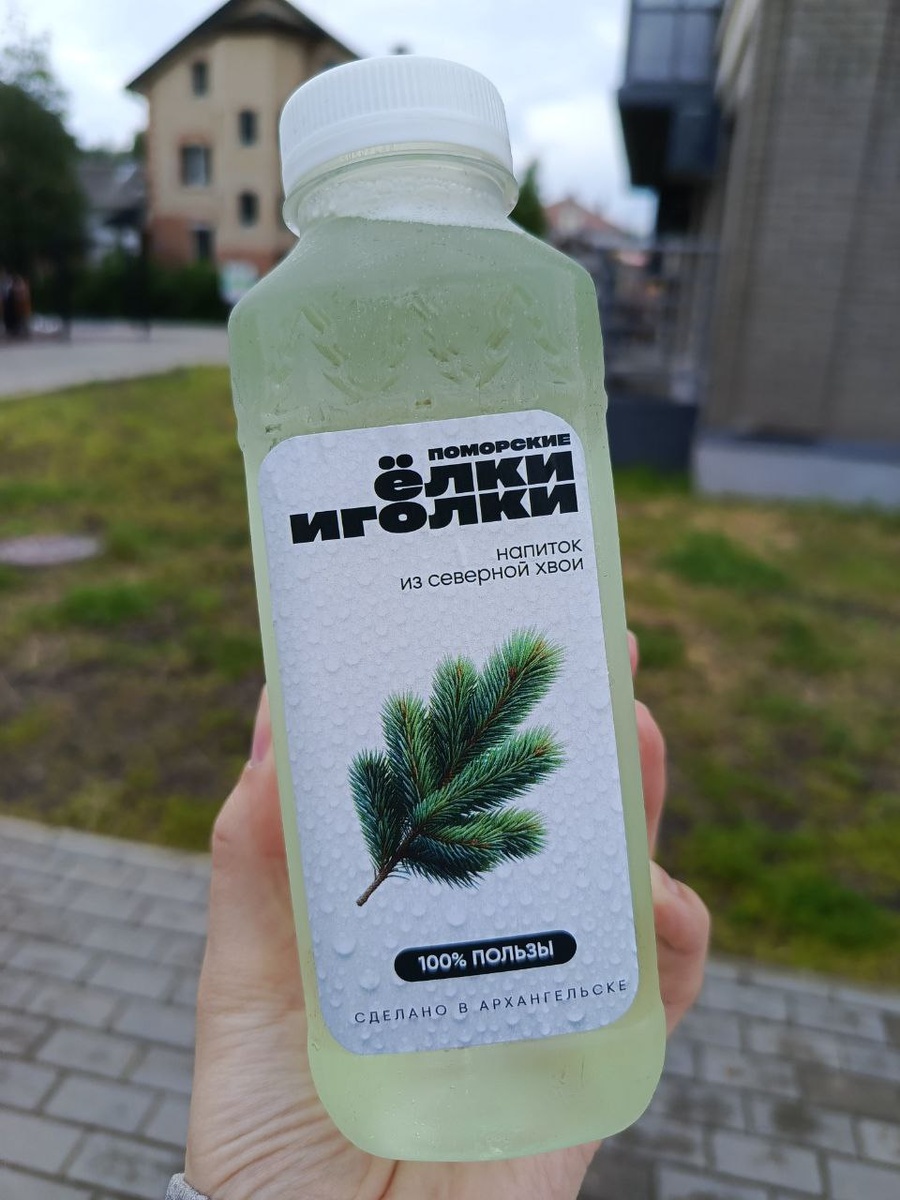 ПОМОРСКИЕ
ёлки
иголки
напиток
из северной хвои
100% ПОЛЬЗЫ
СДЕЛАНО В АРХАНГЕЛЬСКЕ